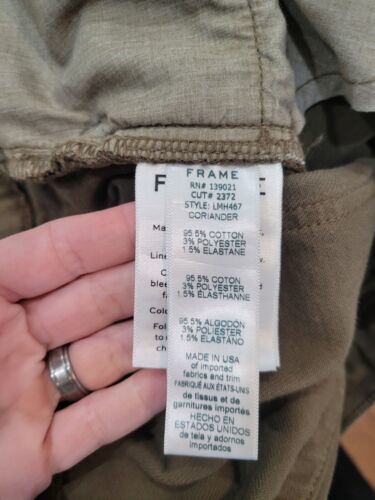 FRAME
RN# 139021
CUT# 2372
STYLE: LMH467
CORIANDER
95.5% COTTON
3% POLYESTER
1.5% ELASTANE
95.5% COTON
3% POLYESTER
1.5% ÉLASTHANNE
95.5% ALGODÓN
3% POLIESTER
1.5% ELASTANO
MADE IN USA
of imported
fabrics and trim
FABRIQUÉ AUX ÉTATS-UNIS
de tissus et de
garnitures importés
HECHO EN
ESTADOS UNIDOS
de tela y adornos
importados